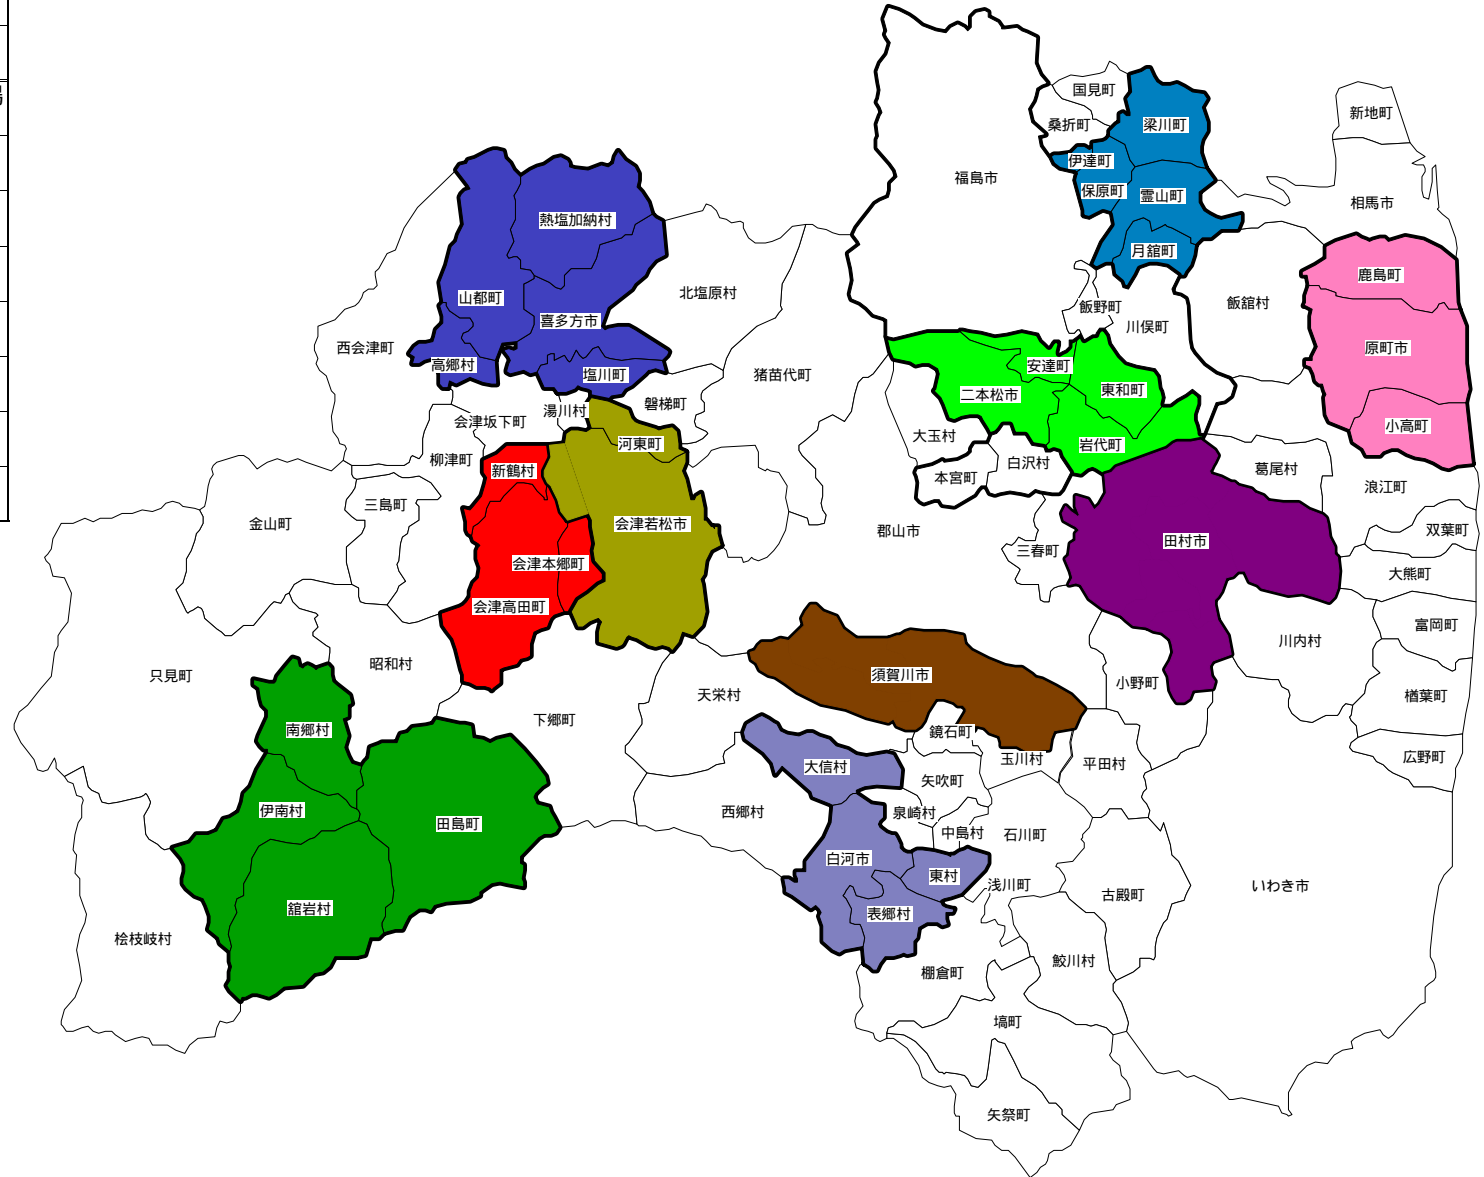 国見町
新地町
桑折町
梁川町
伊達町
福島市
保原町
霊山町
相馬市
熱塩加納村
月舘町
鹿島町
山都町
北塩原村
飯舘村
飯野町
喜多方市
川俣町
西会津町
原町市
高郷村
安達町
塩川町
猪苗代町
東和町
二本松市
磐梯町
湯川村
会津坂下町
小高町
大玉村
河東町
岩代町
柳津町
白沢村
新鶴村
葛尾村
本宮町
浪江町
三島町
金山町
会津若松市
郡山市
双葉町
田村市
三春町
会津本郷町
大熊町
会津高田町
富岡町
川内村
昭和村
只見町
須賀川市
小野町
天栄村
楢葉町
下郷町
南郷村
鏡石町
広野町
玉川村
平田村
大信村
矢吹町
伊南村
西郷村
泉崎村
田島町
中島村
石川町
白河市
東村
浅川町
いわき市
古殿町
舘岩村
表郷村
桧枝岐村
鮫川村
棚倉町
塙町
矢祭町